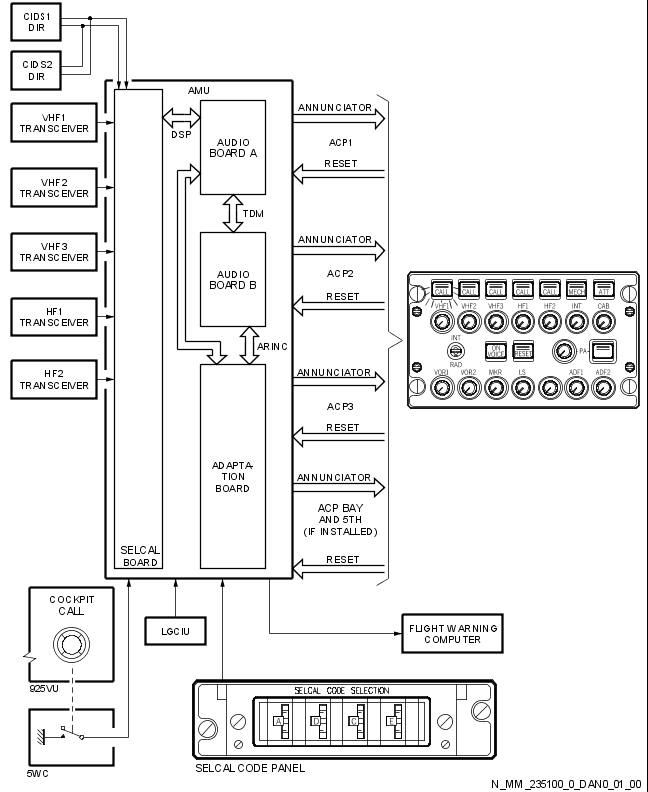 CIDS1
DIR
CIDS2
DIR
AMU
VHF1
TRANSCEIVER
VHF2
TRANSCEIVER
VHF3
TRANSCEIVER
HF1
TRANSCEIVER
HF2
TRANSCEIVER
DSP
AUDIO
BOARD A
TDM
AUDIO
BOARD B
ARINC
ADAPTA-
TION
BOARD
SELCAL
BOARD
ANNUNCIATOR
ACP1
RESET
ANNUNCIATOR
ACP2
RESET
ANNUNCIATOR
ACP3
RESET
ANNUNCIATOR
ACP BAY
AND 5TH
(IF INSTALLED)
RESET
CALL CALL CALL CALL CALL MECH ATT
VHF1 VHF2 VHF3 HF1 HF2 INT CAB
INT
RAD
ON
VOICE
RESET
PA
VOR1 VOR2 MKR LS ADF1 ADF2
COCKPIT
CALL
925VU
5WC
LGCIU
FLIGHT WARNING
COMPUTER
SELCAL CODE SELECTION
A D C E
SELCAL CODE PANEL
N_MM_235100_0_DAN0_01_00